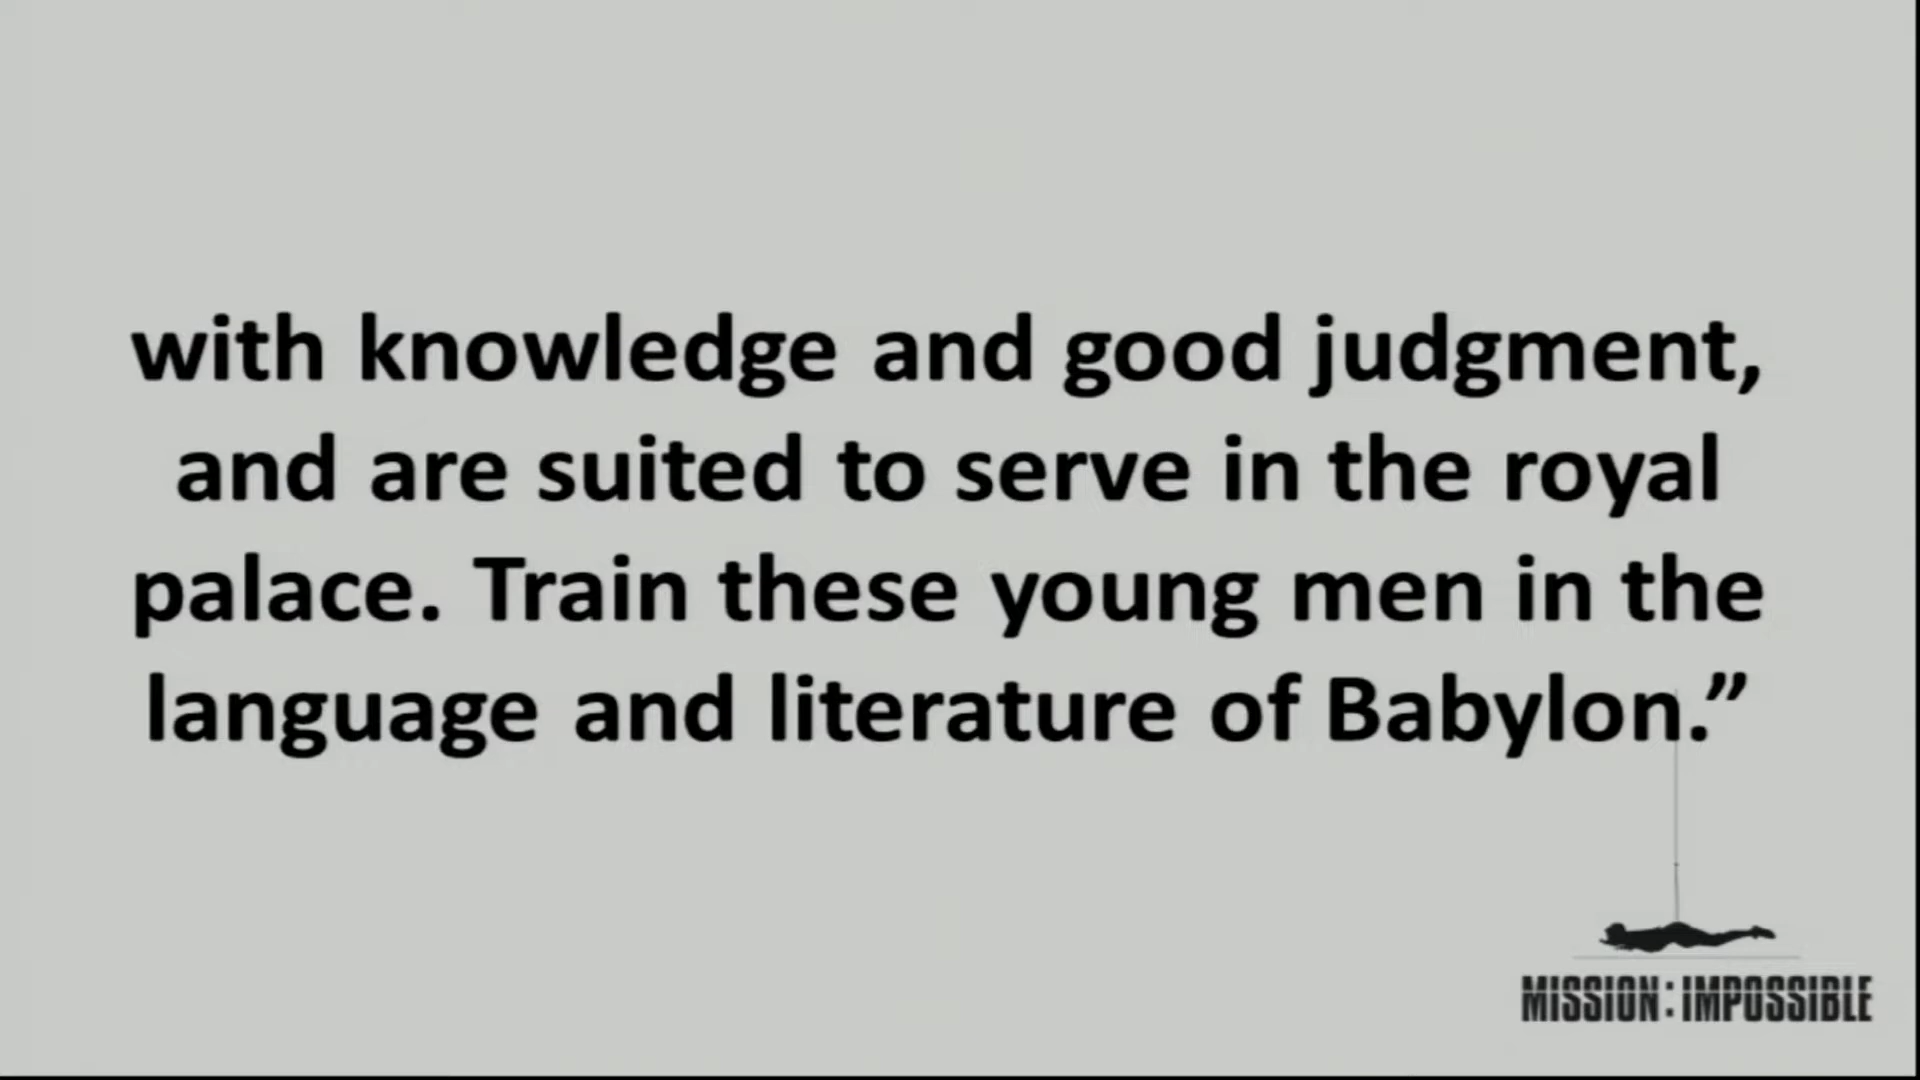 with knowledge and good judgment,
and are suited to serve in the royal
palace. Train these young men in the
language and literature of Babylon.”
MISSION:IMPOSSIBLE